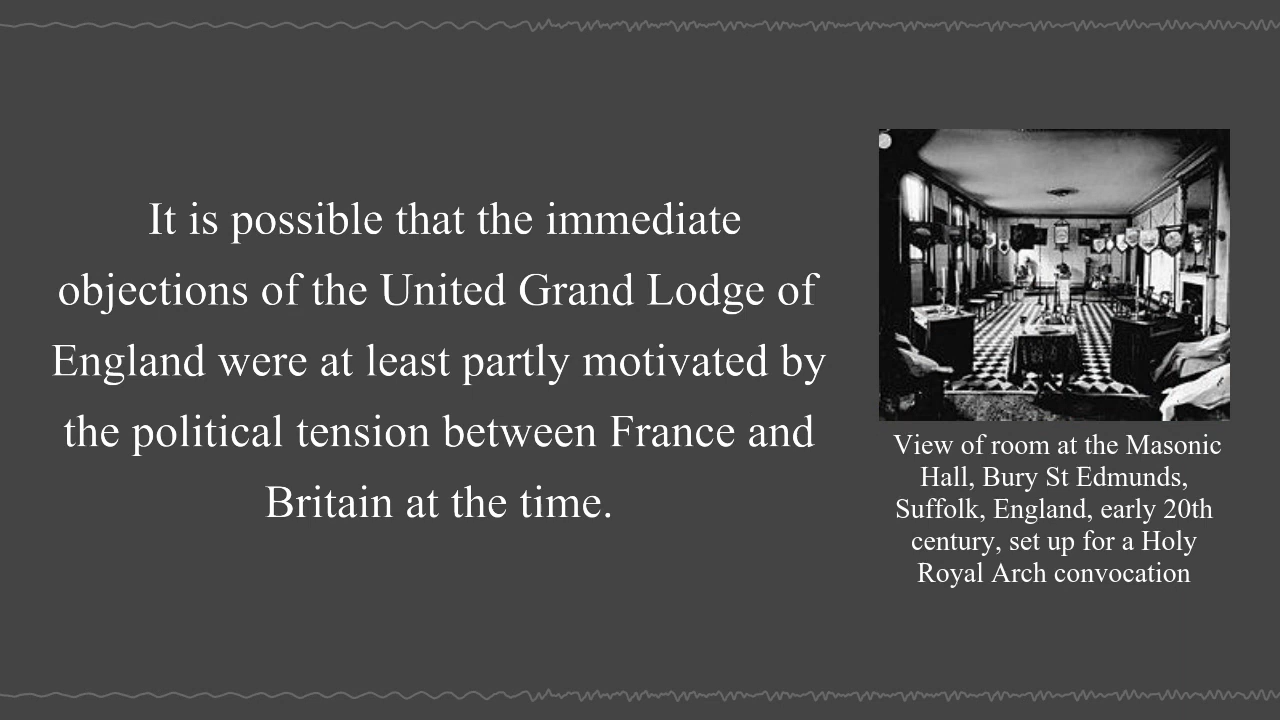 It is possible that the immediate
objections of the United Grand Lodge of
England were at least partly motivated by
the political tension between France and
Britain at the time.
View of room at the Masonic
Hall, Bury St Edmunds,
Suffolk, England, early 20th
century, set up for a Holy
Royal Arch convocation